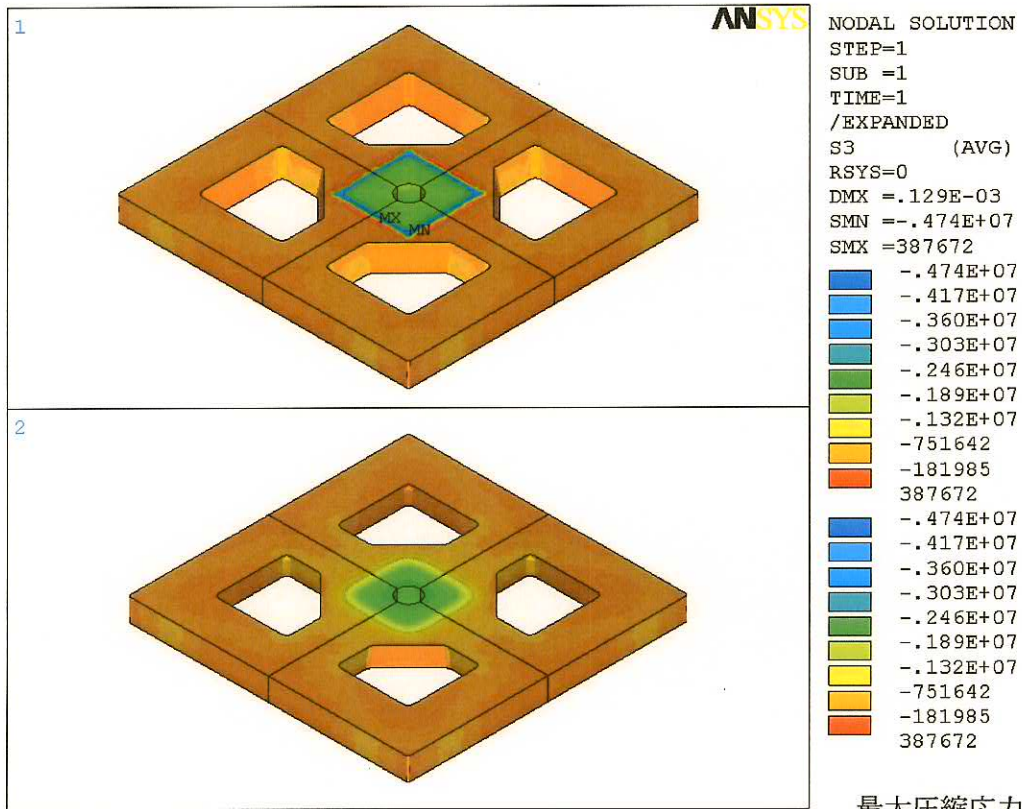 1
ANSYS
MX
MN
2
NODAL SOLUTION
STEP=1
SUB =1
TIME=1
/EXPANDED
S3 (AVG)
RSYS=0
DMX =.129E-03
SMN =-.474E+07
SMX =387672
-.474E+07
-.417E+07
-.360E+07
-.303E+07
-.246E+07
-.189E+07
-.132E+07
-751642
-181985
387672
-.474E+07
-.417E+07
-.360E+07
-.303E+07
-.246E+07
-.189E+07
-.132E+07
-751642
-181985
387672
最大圧縮応力